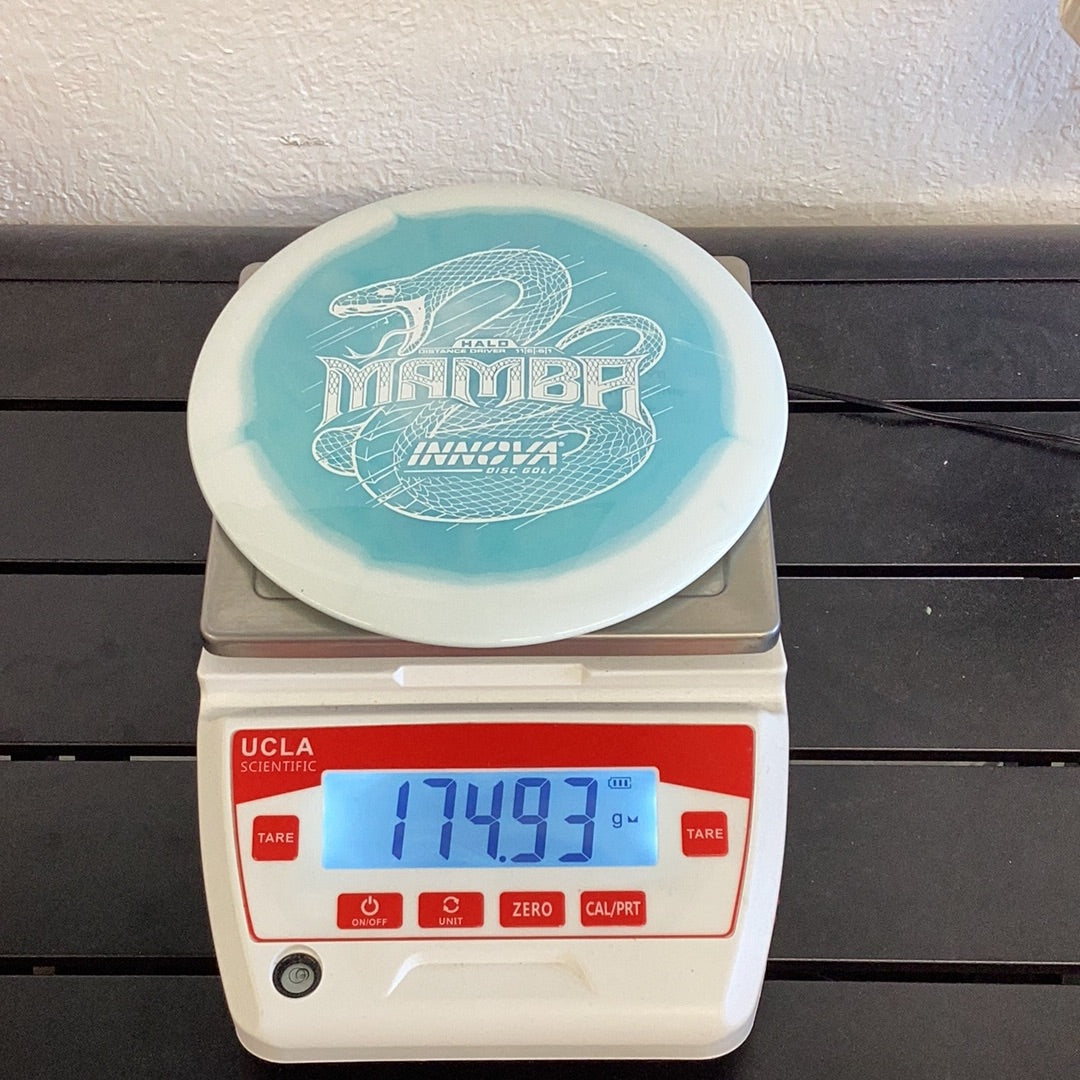 HALO
DISTANCE DRIVER 11|6|-6|1
MAMBA
INNOVA®
DISC GOLF
UCLA
SCIENTIFIC
174.93 g
TARE
TARE
ON/OFF
UNIT
ZERO
CAL/PRT